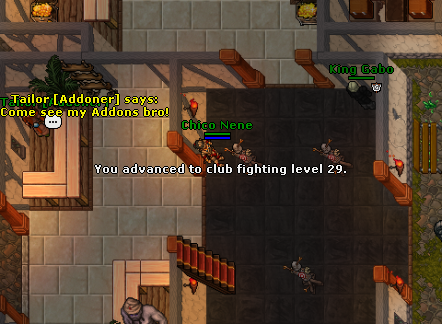 King Gabo
Tailor [Addoner] says:
Come see my Addons bro!
Chico Nene
You advanced to club fighting level 29.